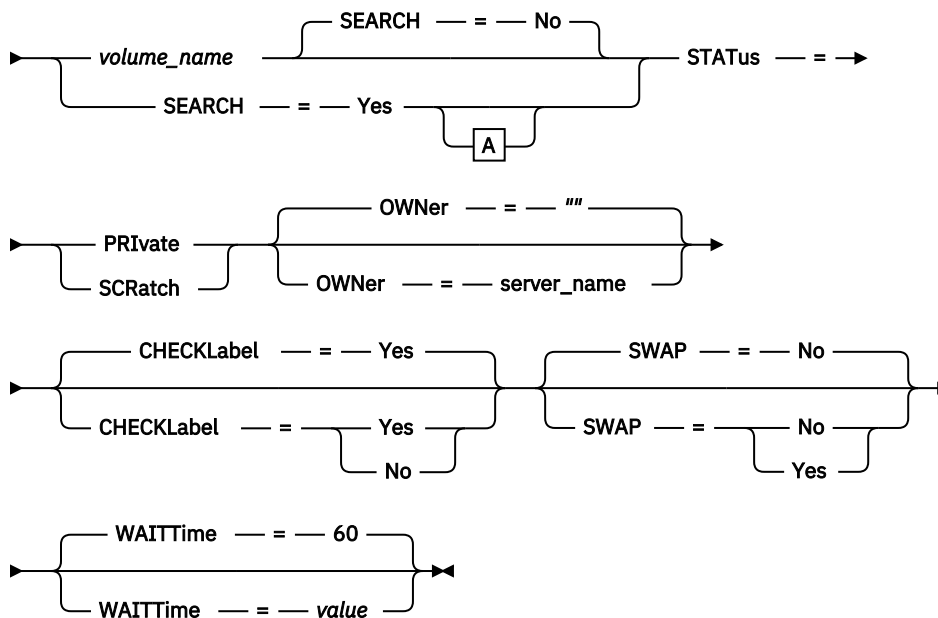 SEARCH = No
volume_name STATus =
SEARCH = Yes
A
OWNer = ""
PRIvate
SCRatch OWNer = server_name
CHECKLabel = Yes SWAP = No
CHECKLabel = Yes SWAP = No
No Yes
WAITTime = 60
WAITTime = value